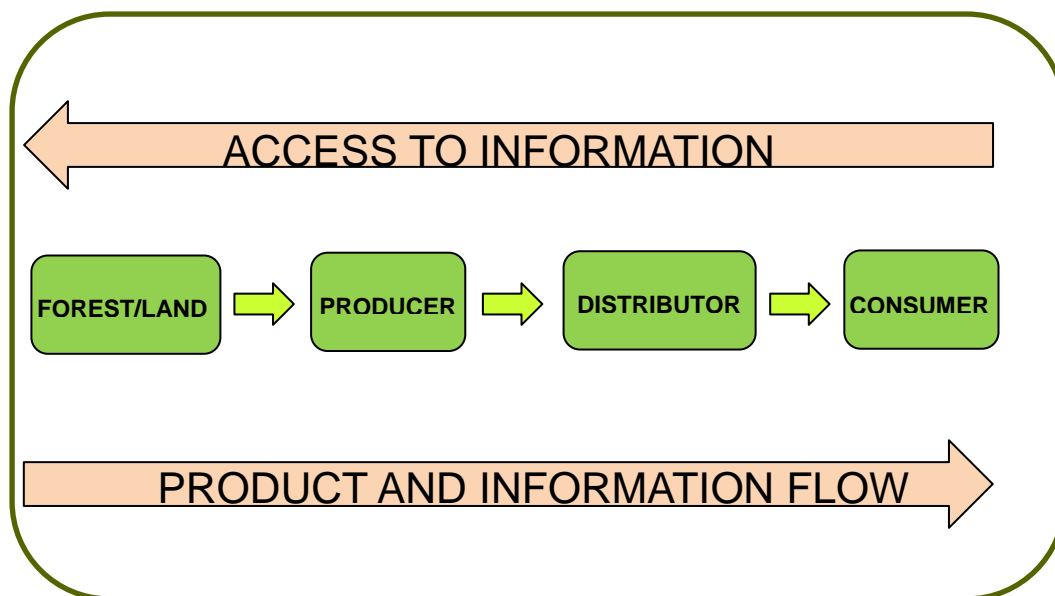 ACCESS TO INFORMATION
FOREST/LAND
PRODUCER
DISTRIBUTOR
CONSUMER
PRODUCT AND INFORMATION FLOW